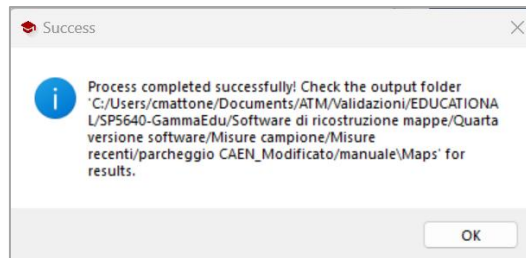 Success
Process completed successfully! Check the output folder
'C:/Users/cmattone/Documents/ATM/Validazioni/EDUCATIONA
L/SP5640-GammaEdu/Software di ricostruzione mappe/Quarta
versione software/Misure campione/Misure
recenti/parcheggio CAEN_Modificato/manuale\Maps' for
results.
OK